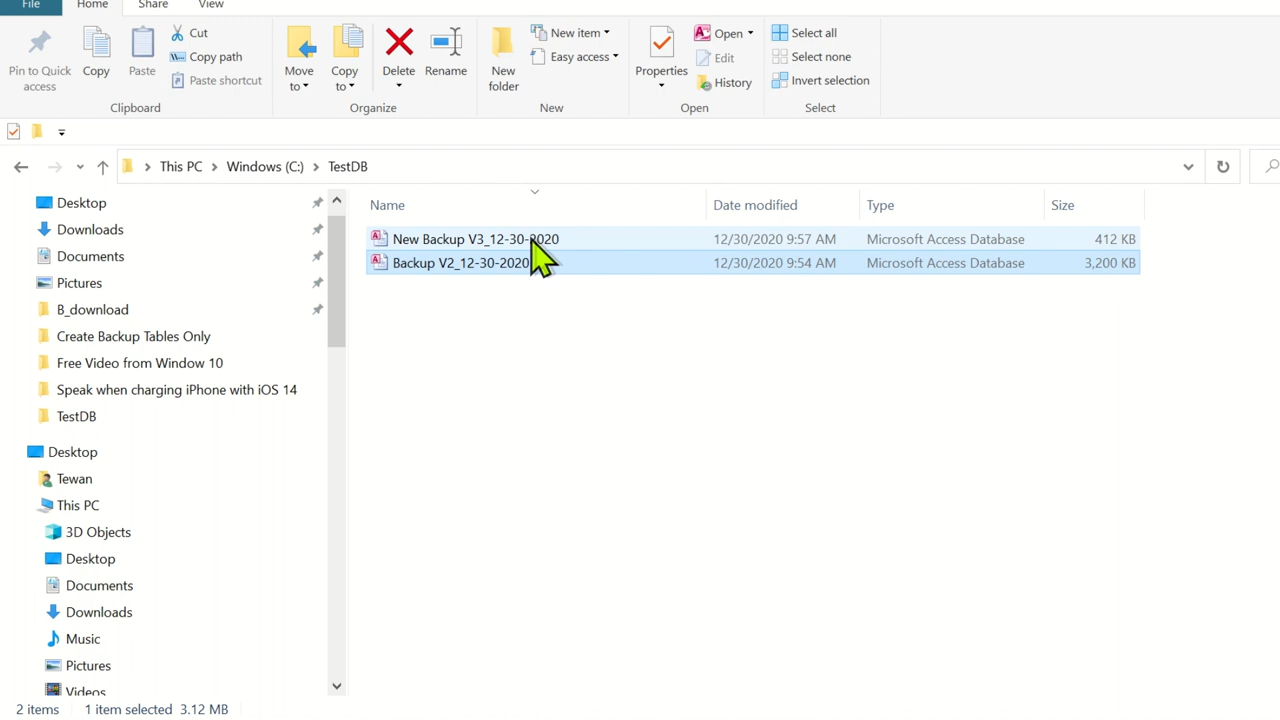 File Home Share View
Pin to Quick access
Copy
Paste
Cut
Copy path
Paste shortcut
Clipboard
Move to
Copy to
Delete
Rename
Organize
New folder
New item
Easy access
New
Properties
Open
Edit
History
Open
Select all
Select none
Invert selection
Select
This PC Windows (C:) TestDB
Desktop
Downloads
Documents
Pictures
B_download
Create Backup Tables Only
Free Video from Window 10
Speak when charging iPhone with iOS 14
TestDB
Desktop
Tewan
This PC
3D Objects
Desktop
Documents
Downloads
Music
Pictures
Videos
Name Date modified Type Size
New Backup V3_12-30-2020 12/30/2020 9:57 AM Microsoft Access Database 412 KB
Backup V2_12-30-2020 12/30/2020 9:54 AM Microsoft Access Database 3,200 KB
2 items 1 item selected 3.12 MB